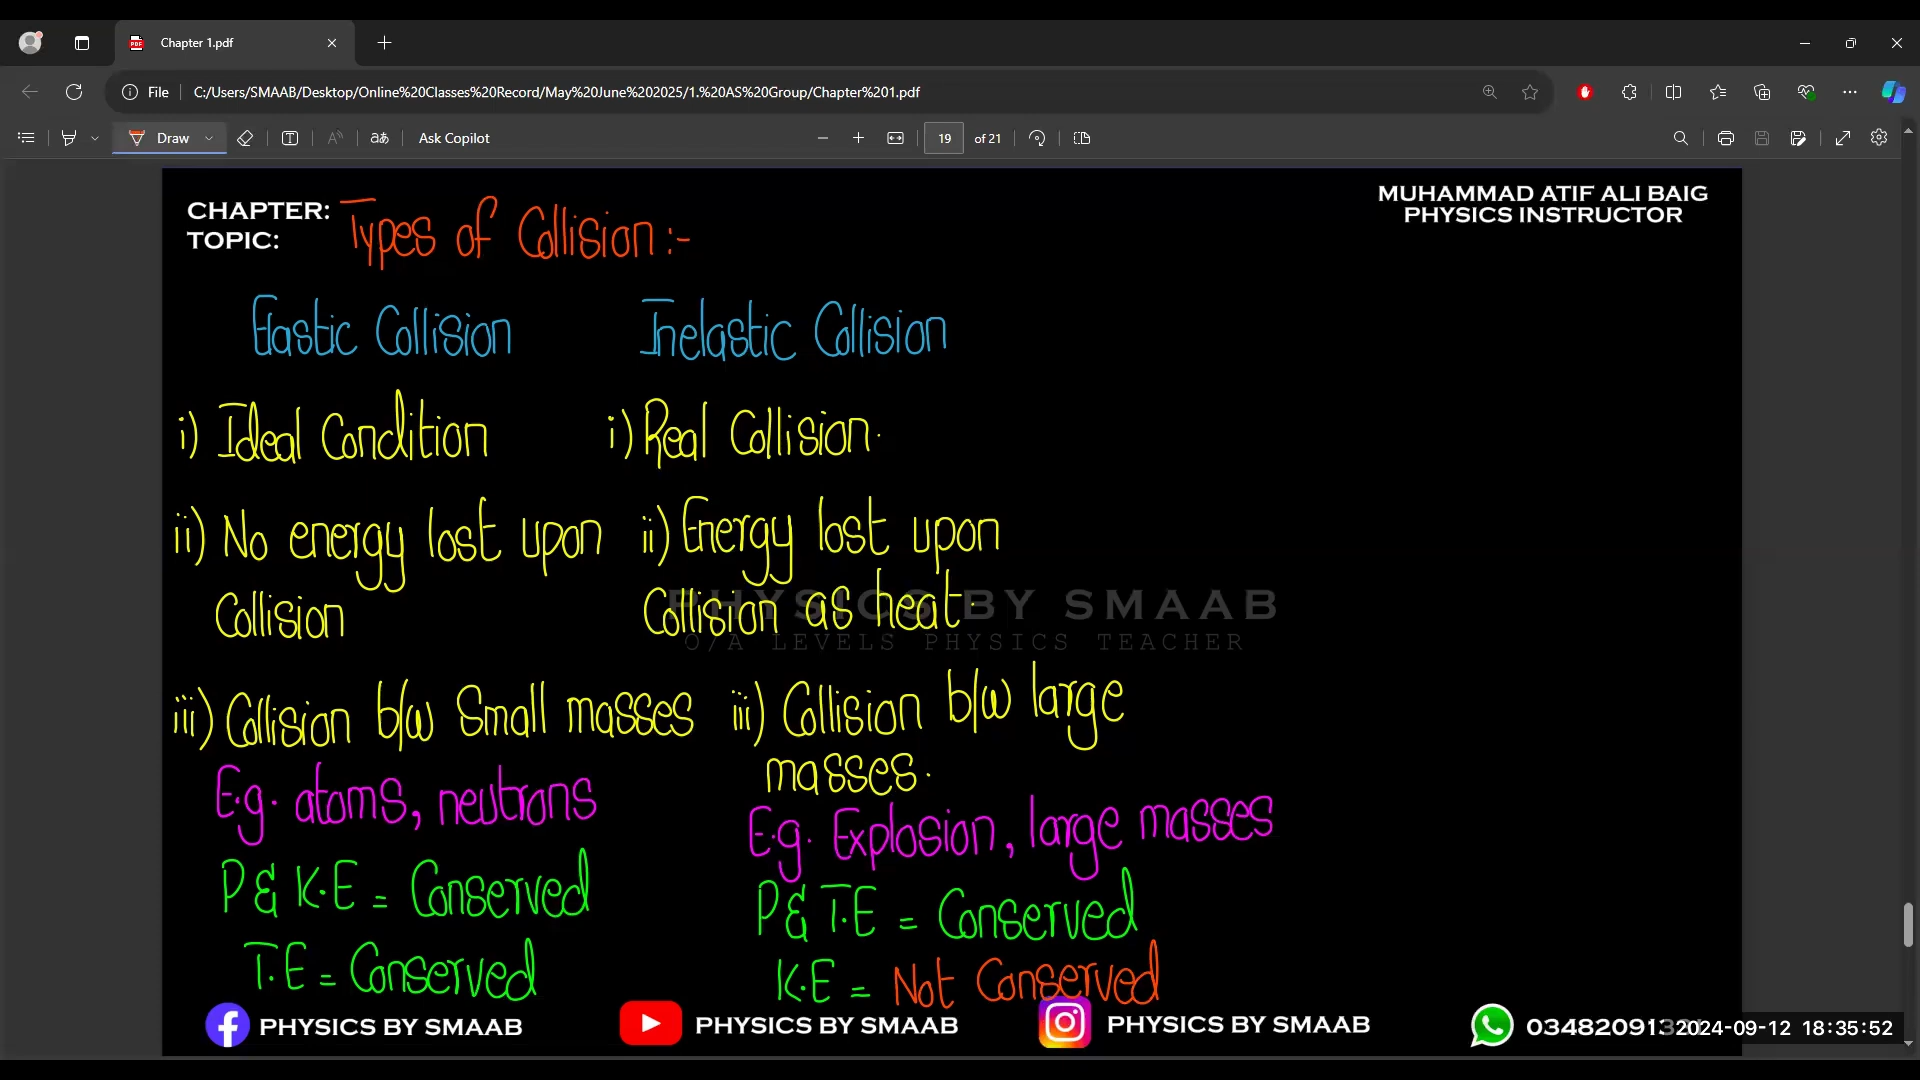 Chapter 1.pdf
File
C:/Users/SMAAB/Desktop/Online%20Classes%20Record/May%20June%202025/1.%20AS%20Group/Chapter%201.pdf
Draw
Ask Copilot
19 of 21
CHAPTER:
TOPIC:
Types of Collision :-
MUHAMMAD ATIF ALI BAIG
PHYSICS INSTRUCTOR
Elastic Collision
Inelastic Collision
i) Ideal Condition
i) Real Collision.
ii) No energy lost upon
Collision
ii) Energy lost upon
Collision as heat.
PHYSICS BY SMAAB
O/A LEVELS PHYSICS TEACHER
iii) Collision b/w Small masses
iii) Collision b/w large
masses.
E.g. atoms, neutrons
E.g. Explosion, large masses
P & K.E = Conserved
P & T.E = Conserved
T.E = Conserved
K.E = Not Conserved
PHYSICS BY SMAAB
PHYSICS BY SMAAB
PHYSICS BY SMAAB
2024-09-12 18:35:52